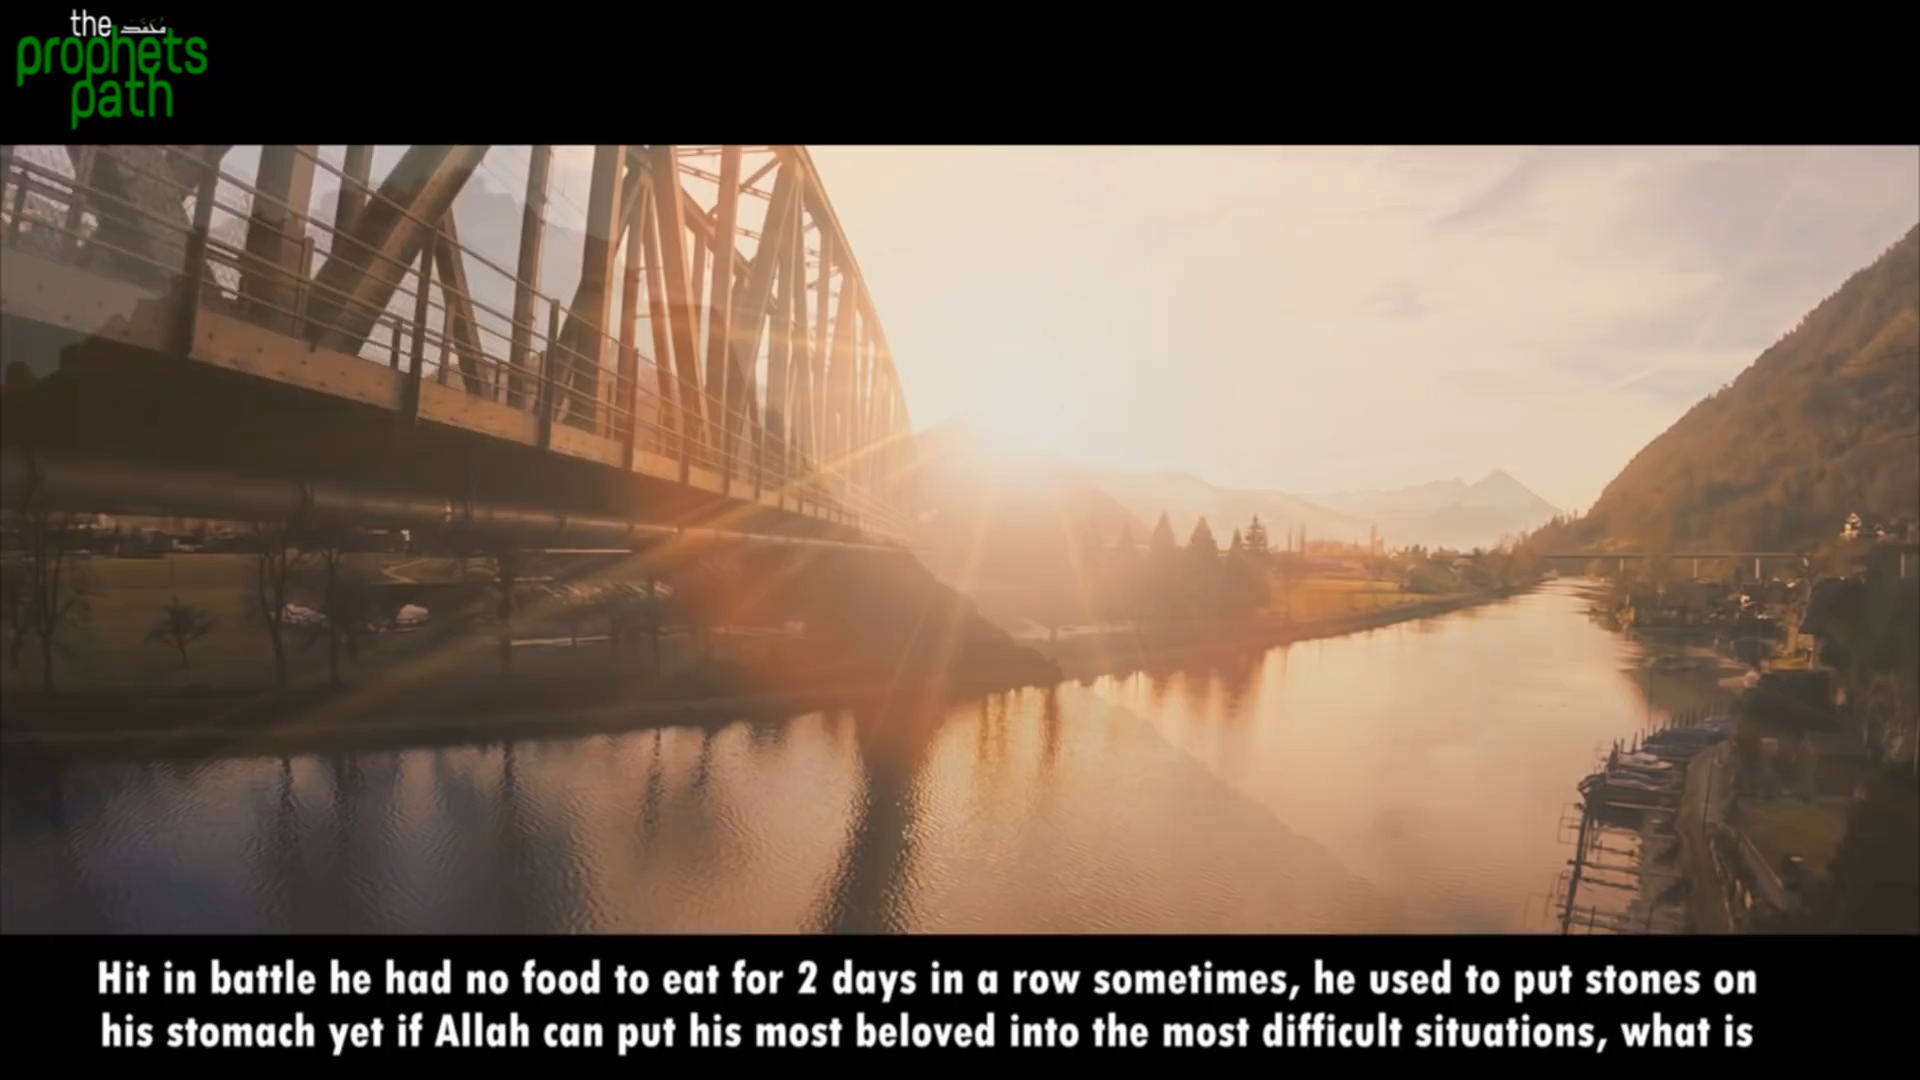 the محمد
prophets
path
Hit in battle he had no food to eat for 2 days in a row sometimes, he used to put stones on
his stomach yet if Allah can put his most beloved into the most difficult situations, what is